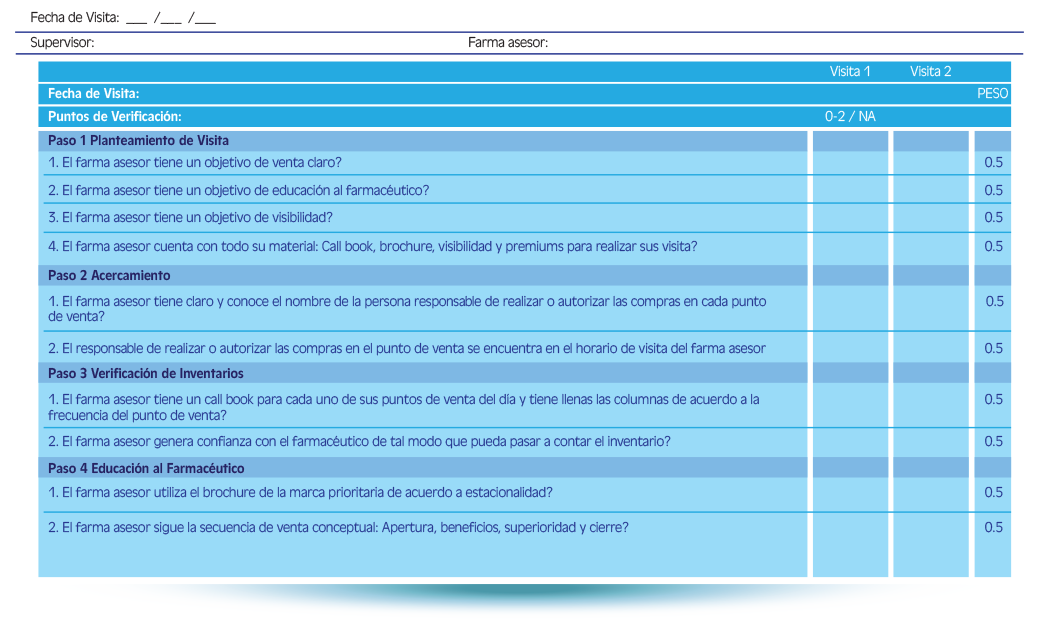 Fecha de Visita: ___ /___ /___
Supervisor: Farma asesor:
Visita 1 Visita 2
Fecha de Visita: PESO
Puntos de Verificación: 0-2 / NA
Paso 1 Planteamiento de Visita
1. El farma asesor tiene un objetivo de venta claro? 0.5
2. El farma asesor tiene un objetivo de educación al farmacéutico? 0.5
3. El farma asesor tiene un objetivo de visibilidad? 0.5
4. El farma asesor cuenta con todo su material: Call book, brochure, visibilidad y premiums para realizar sus visita? 0.5
Paso 2 Acercamiento
1. El farma asesor tiene claro y conoce el nombre de la persona responsable de realizar o autorizar las compras en cada punto 0.5
de venta?
2. El responsable de realizar o autorizar las compras en el punto de venta se encuentra en el horario de visita del farma asesor 0.5
Paso 3 Verificación de Inventarios
1. El farma asesor tiene un call book para cada uno de sus puntos de venta del día y tiene llenas las columnas de acuerdo a la 0.5
frecuencia del punto de venta?
2. El farma asesor genera confianza con el farmacéutico de tal modo que pueda pasar a contar el inventario? 0.5
Paso 4 Educación al Farmacéutico
1. El farma asesor utiliza el brochure de la marca prioritaria de acuerdo a estacionalidad? 0.5
2. El farma asesor sigue la secuencia de venta conceptual: Apertura, beneficios, superioridad y cierre? 0.5